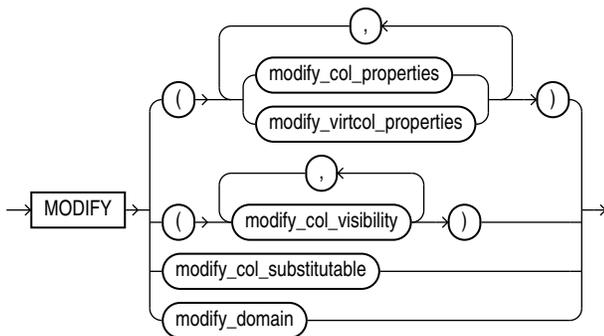 ,
modify_col_properties
( )
modify_virtcol_properties
,
MODIFY
( modify_col_visibility )
modify_col_substitutable
modify_domain